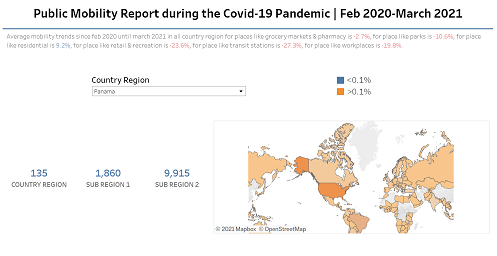 Public Mobility Report during the Covid-19 Pandemic | Feb 2020-March 2021
Average mobility trends since feb 2020 until march 2021 in all country region for places like grocery markets & pharmacy is -2.7%, for place like parks is -10.6%, for place
like residential is 9.2%, for place like retail & recreation is -23.6%, for place like transit stations is -27.3%, for place like workplaces is -19.8%.
Country Region
Panama
<0.1%
>0.1%
135
COUNTRY REGION
1,860
SUB REGION 1
9,915
SUB REGION 2
© 2021 Mapbox © OpenStreetMap